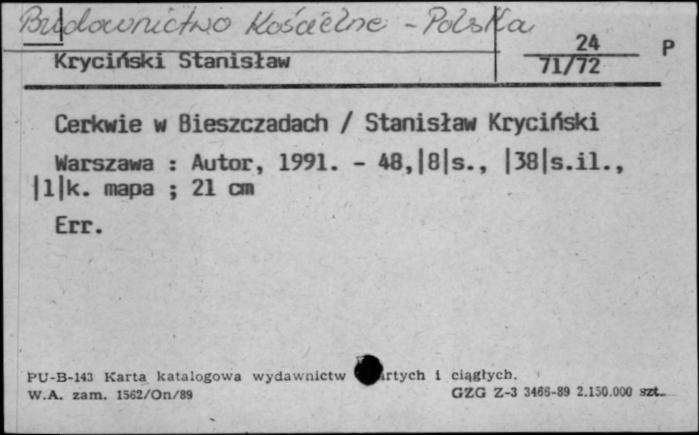 Budownictwo Kościelne - Polska
Kryciński Stanisław
24
71/72
P
Cerkwie w Bieszczadach / Stanisław Kryciński
Warszawa : Autor, 1991. - 48,|8|s., |38|s.il.,
|1|k. mapa ; 21 cm
Err.
PU-B-143 Karta katalogowa wydawnictw artych i ciągłych.
W.A. zam. 1562/On/89
GZG Z-3 3466-89 2.150.000 szt.